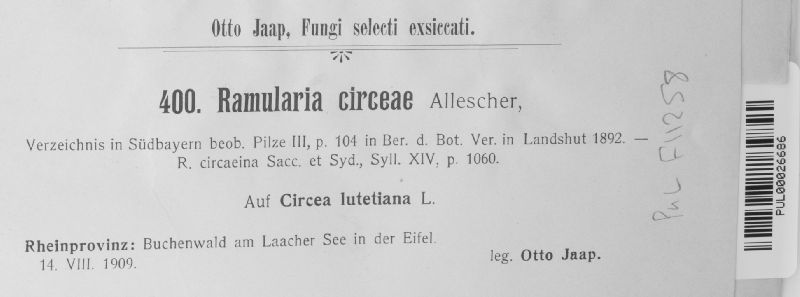 Otto Jaap, Fungi selecti exsiccati.
400. Ramularia circeae Allescher,
Verzeichnis in Südbayern beob. Pilze III, p. 104 in Ber. d. Bot. Ver. in Landshut 1892. —
R. circaeina Sacc. et Syd., Syll. XIV, p. 1060.
Auf Circea lutetiana L.
Rheinprovinz: Buchenwald am Laacher See in der Eifel.
14. VIII. 1909.
leg. Otto Jaap.
PUL F11258
PUL00026686